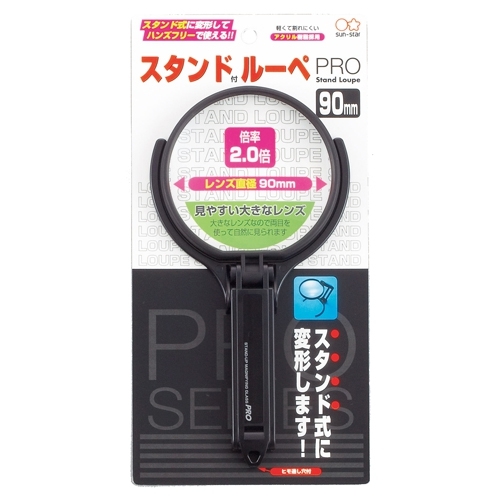 スタンド式に変形して
ハンズフリーで使える!!
軽くて割れにくい
アクリル樹脂採用
sun-star
スタンド付ルーペPRO
Stand Loupe
90mm
STAND LOUPE
倍率
2.0倍
レンズ直径 90mm
見やすい大きなレンズ
大きなレンズなので両目を
使って自然に見られます
スタンド式に
変形します!
PRO
SERIES
STAND-UP MAGNIFYING GLASS PRO
ヒモ通し穴付